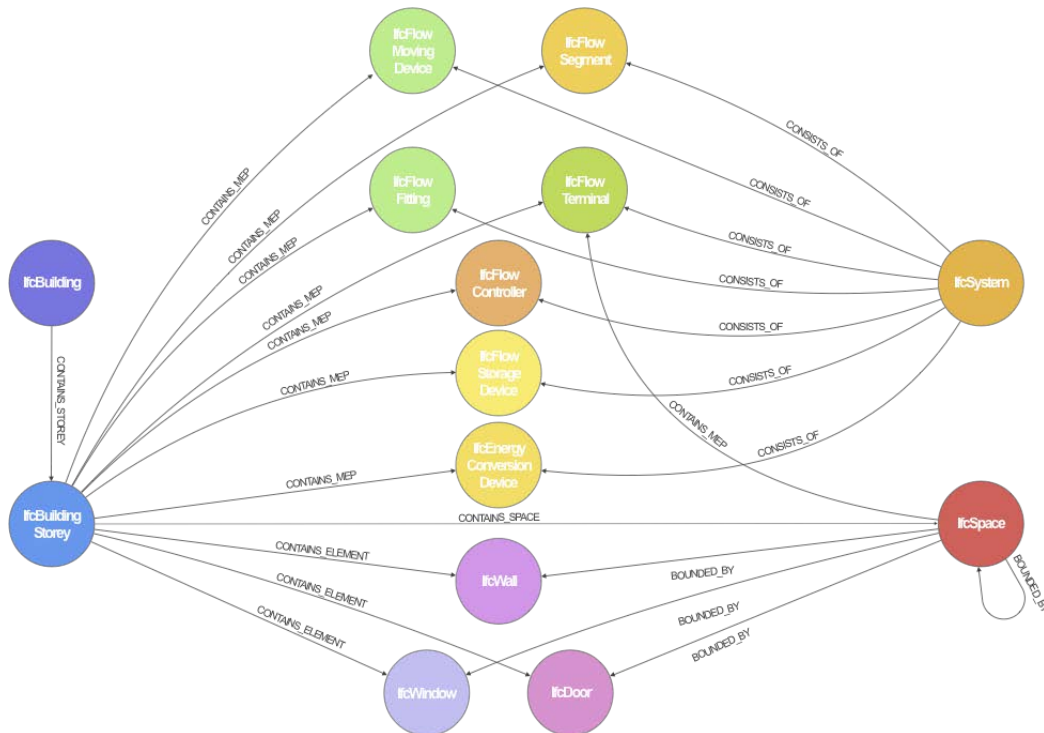 IfcFlow
Moving
Device
IfcFlow
Segment
CONSISTS_OF
CONTAINS_MEP
CONSISTS_OF
CONTAINS_MEP
IfcFlow
Fitting
IfcFlow
Terminal
CONTAINS_MEP
CONSISTS_OF
IfcBuilding
IfcFlow
Controller
CONSISTS_OF
IfcSystem
CONTAINS_MEP
CONTAINS_MEP
CONSISTS_OF
IfcFlow
Storage
Device
CONTAINS_MEP
CONSISTS_OF
CONTAINS_STOREY
CONTAINS_MEP
IfcEnergy
Conversion
Device
CONSISTS_OF
CONTAINS_MEP
IfcBuilding
Storey
CONTAINS_SPACE
IfcSpace
CONTAINS_ELEMENT
IfcWall
BOUNDED_BY
BOUNDED_BY
CONTAINS_ELEMENT
CONTAINS_ELEMENT
BOUNDED_BY
BOUNDED_BY
IfcWindow
IfcDoor